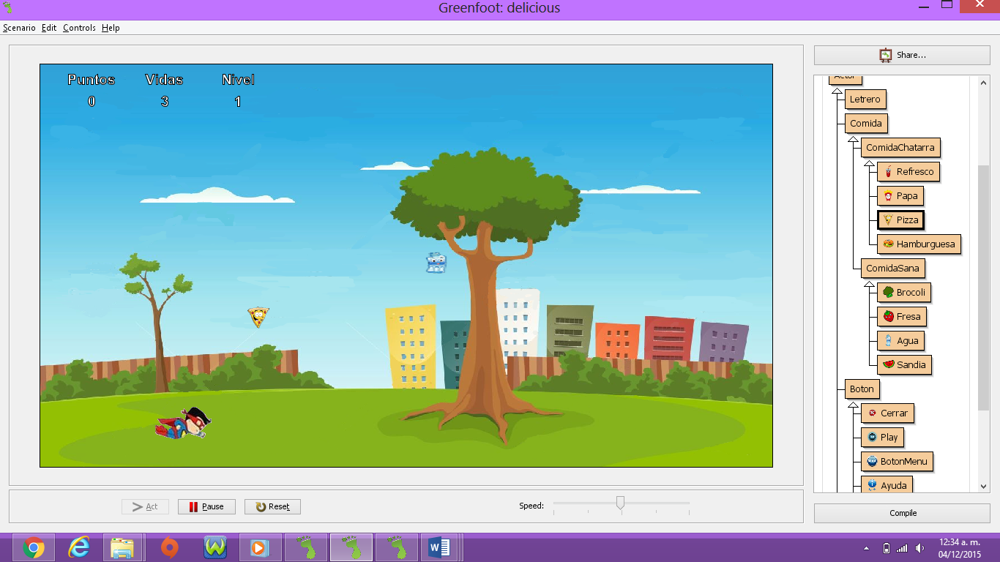 Greenfoot: delicious
Scenario Edit Controls Help
Share...
Puntos Vidas Nivel
0 3 1
Actor
Letrero
Comida
ComidaChatarra
Refresco
Papa
Pizza
Hamburguesa
ComidaSana
Brocoli
Fresa
Agua
Sandia
Boton
Cerrar
Play
BotonMenu
Ayuda
Act Pause Reset Speed:
Compile
12:34 a. m.
04/12/2015